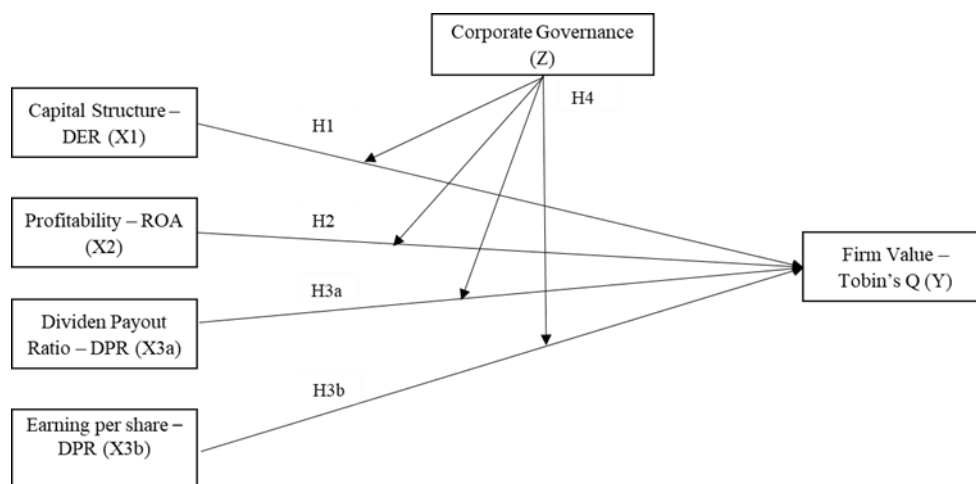 Corporate Governance
(Z)
H4
Capital Structure –
DER (X1)
H1
Profitability – ROA
(X2)
H2
Firm Value –
Tobin's Q (Y)
H3a
Dividen Payout
Ratio – DPR (X3a)
H3b
Earning per share –
DPR (X3b)